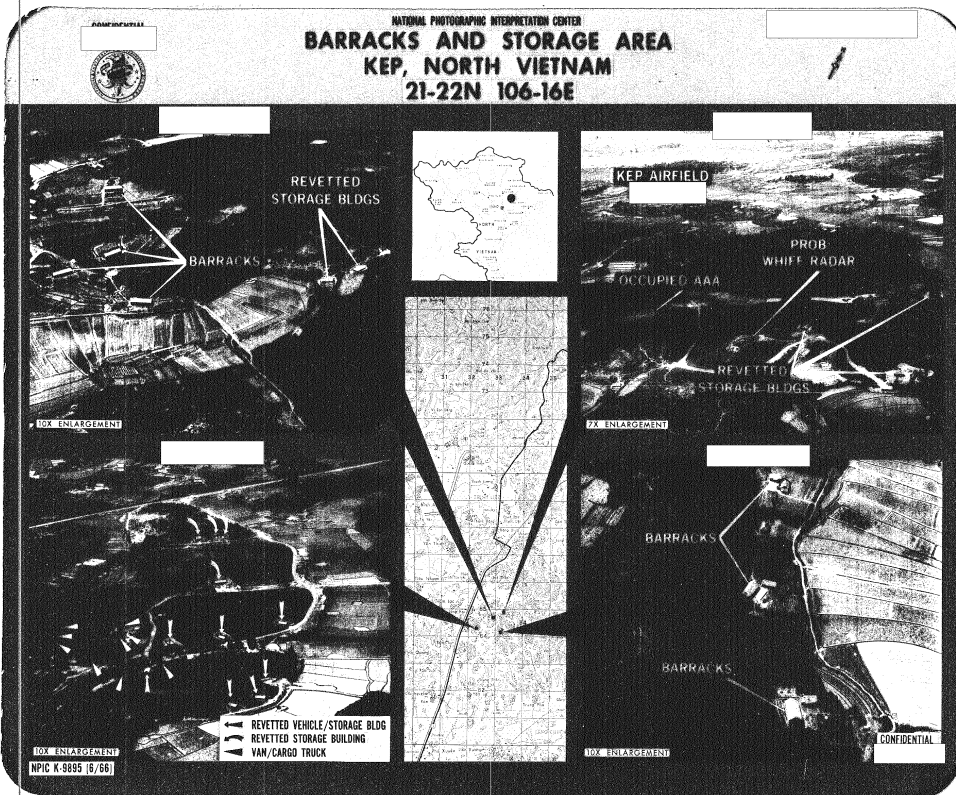 CONFIDENTIAL
NATIONAL PHOTOGRAPHIC INTERPRETATION CENTER
BARRACKS AND STORAGE AREA
KEP, NORTH VIETNAM
21-22N 106-16E
REVETTED
STORAGE BLDGS
BARRACKS
10X ENLARGEMENT
NORTH
VIETNAM
KEP AIRFIELD
PROB
WHIFF RADAR
OCCUPIED AAA
REVETTED
STORAGE BLDGS
7X ENLARGEMENT
REVETTED VEHICLE/STORAGE BLDG
REVETTED STORAGE BUILDING
VAN/CARGO TRUCK
10X ENLARGEMENT
NPIC K-9895 (6/66)
BARRACKS
BARRACKS
10X ENLARGEMENT
CONFIDENTIAL